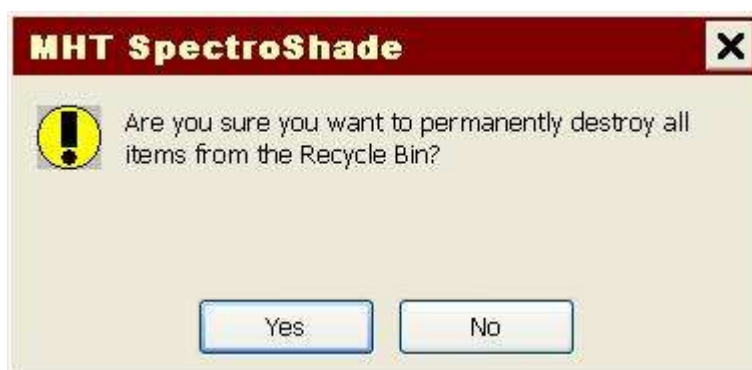 MHT SpectroShade
Are you sure you want to permanently destroy all
items from the Recycle Bin?
Yes
No